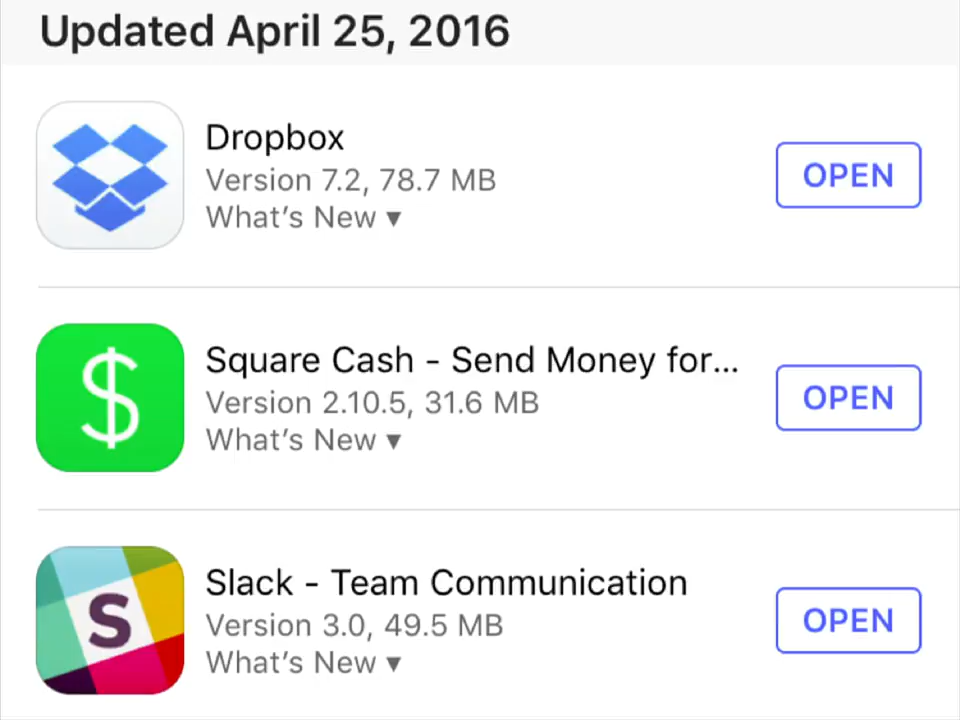 Updated April 25, 2016
Dropbox
Version 7.2, 78.7 MB
What's New ▼
OPEN
$
Square Cash - Send Money for...
Version 2.10.5, 31.6 MB
What's New ▼
OPEN
S
Slack - Team Communication
Version 3.0, 49.5 MB
What's New ▼
OPEN